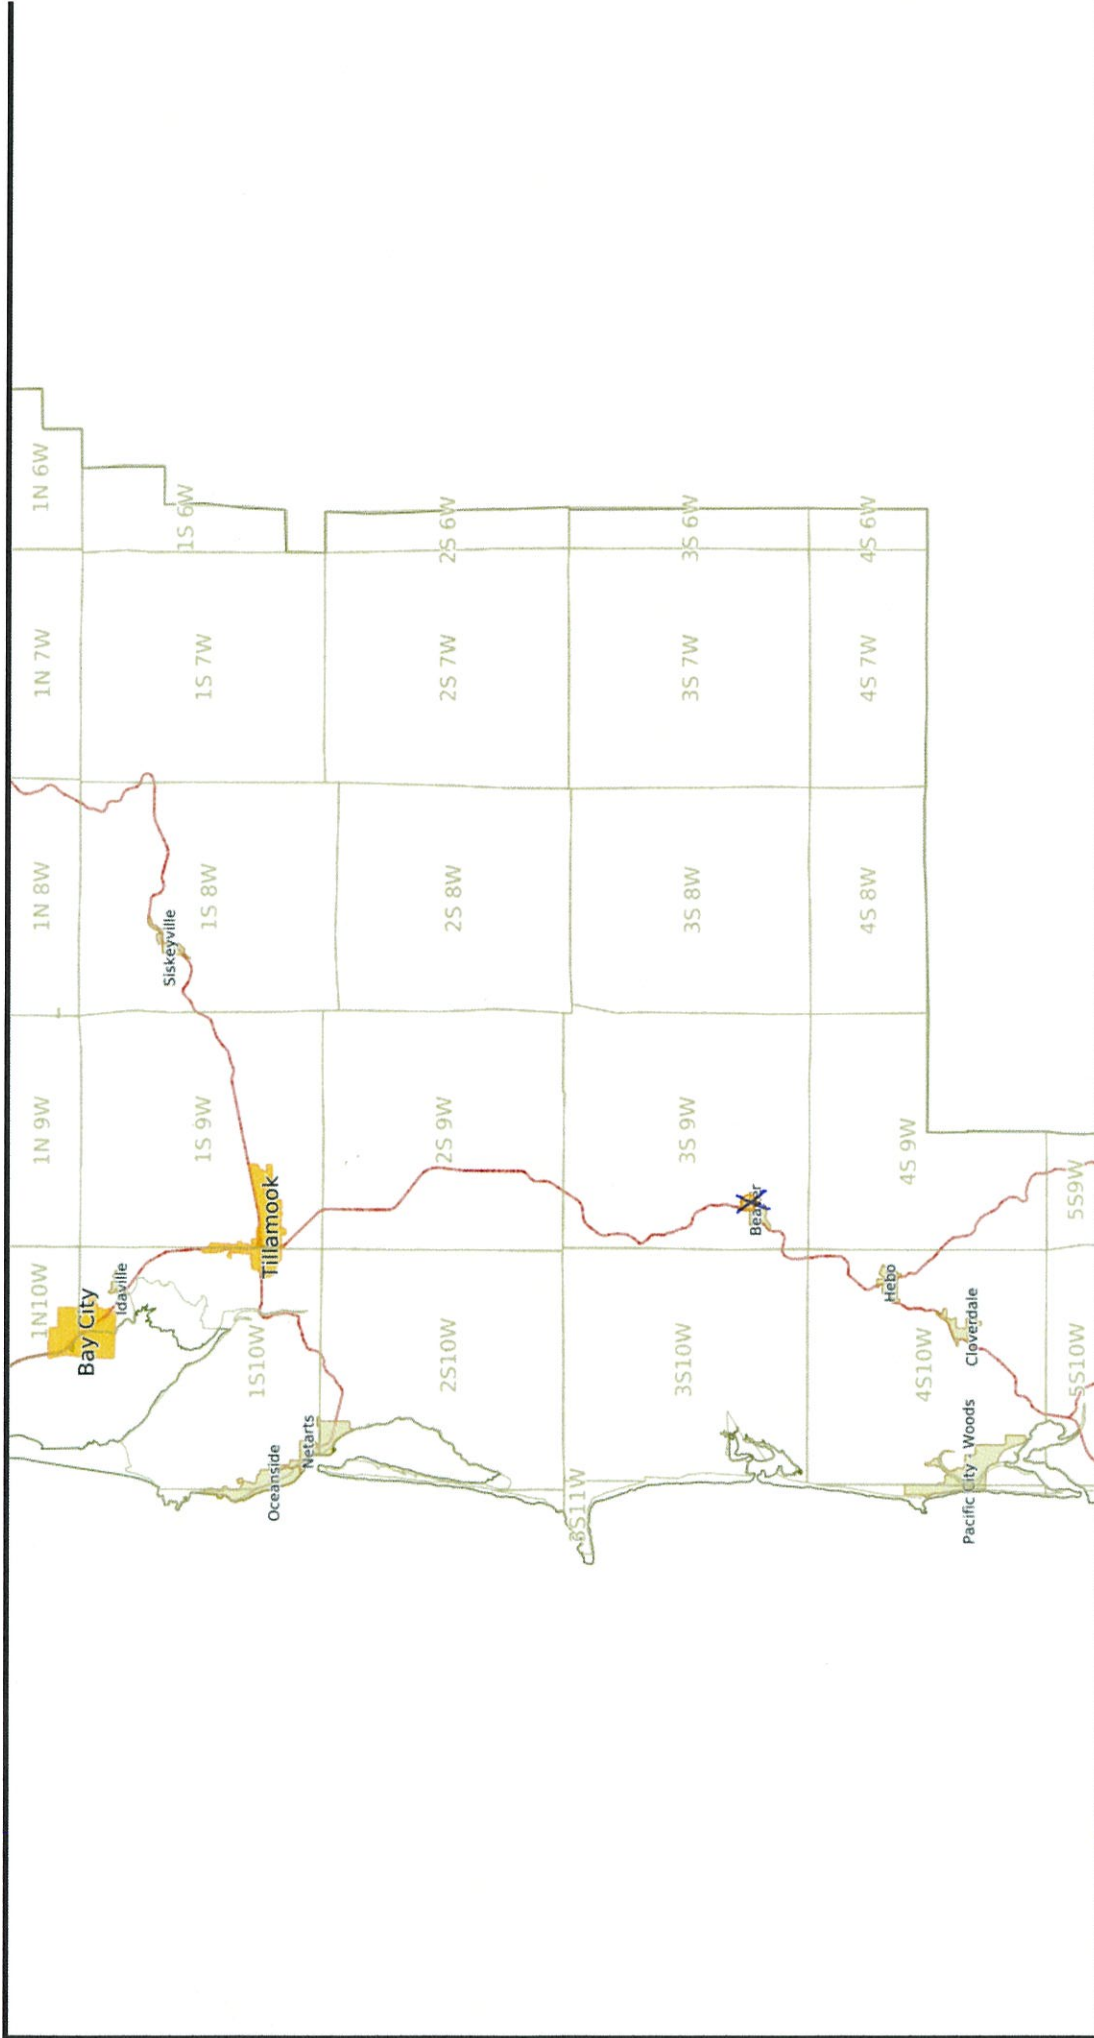 1N10W
1N 9W
1N 8W
1N 7W
1N 6W
Bay City
Idaville
Siskeyville
1S 9W
1S 8W
1S 7W
1S 6W
1S10W
Tillamook
Oceanside
Netarts
2S10W
2S 9W
2S 8W
2S 7W
2S 6W
3S11W
3S10W
3S 9W
3S 8W
3S 7W
3S 6W
Beaver
4S 8W
4S 7W
4S 6W
Hebo
4S10W
4S 9W
Pacific City - Woods
Cloverdale
5S10W
5S9W